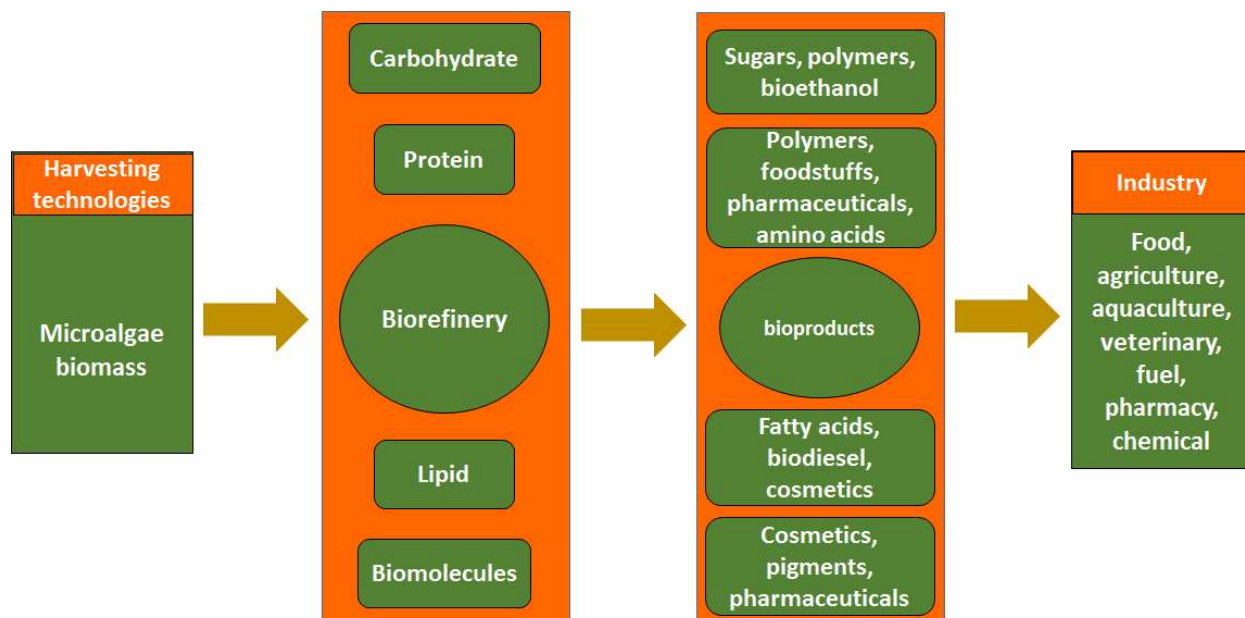 Harvesting
technologies
Microalgae
biomass
Carbohydrate
Protein
Biorefinery
Lipid
Biomolecules
Sugars, polymers,
bioethanol
Polymers,
foodstuffs,
pharmaceuticals,
amino acids
bioproducts
Fatty acids,
biodiesel,
cosmetics
Cosmetics,
pigments,
pharmaceuticals
Industry
Food,
agriculture,
aquaculture,
veterinary,
fuel,
pharmacy,
chemical